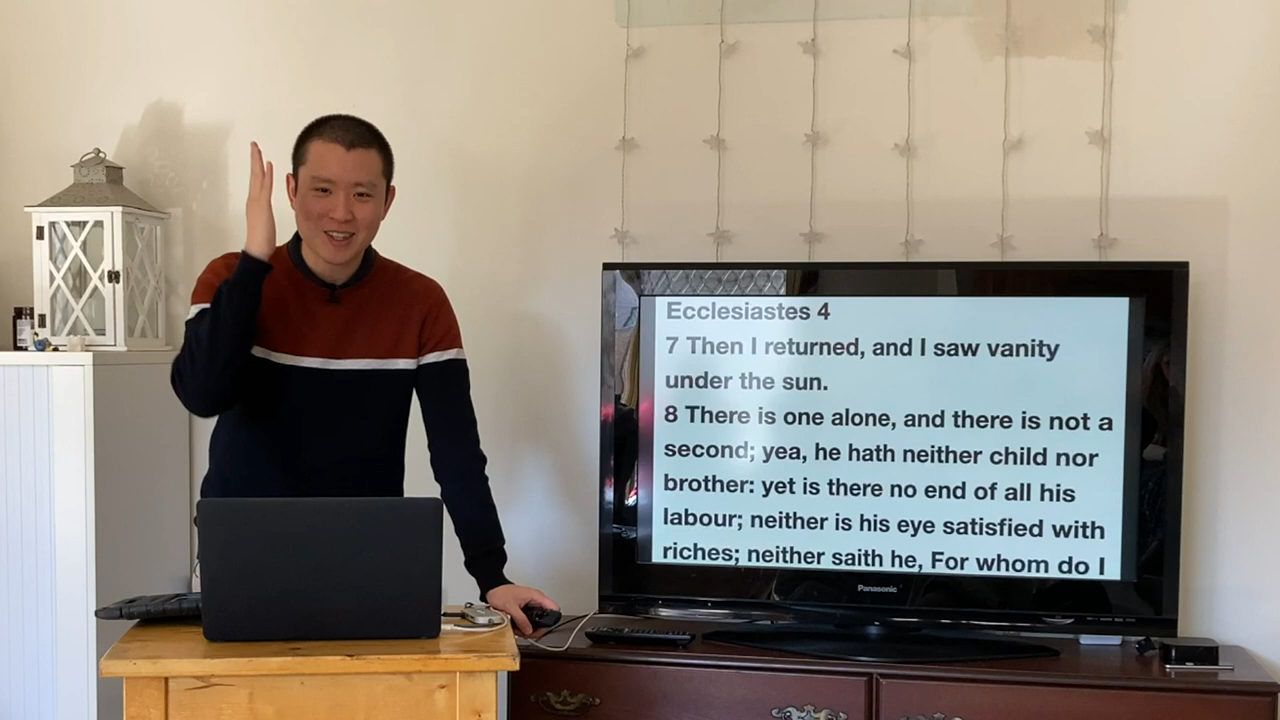 Ecclesiastes 4
7 Then I returned, and I saw vanity
under the sun.
8 There is one alone, and there is not a
second; yea, he hath neither child nor
brother: yet is there no end of all his
labour; neither is his eye satisfied with
riches; neither saith he, For whom do I
Panasonic